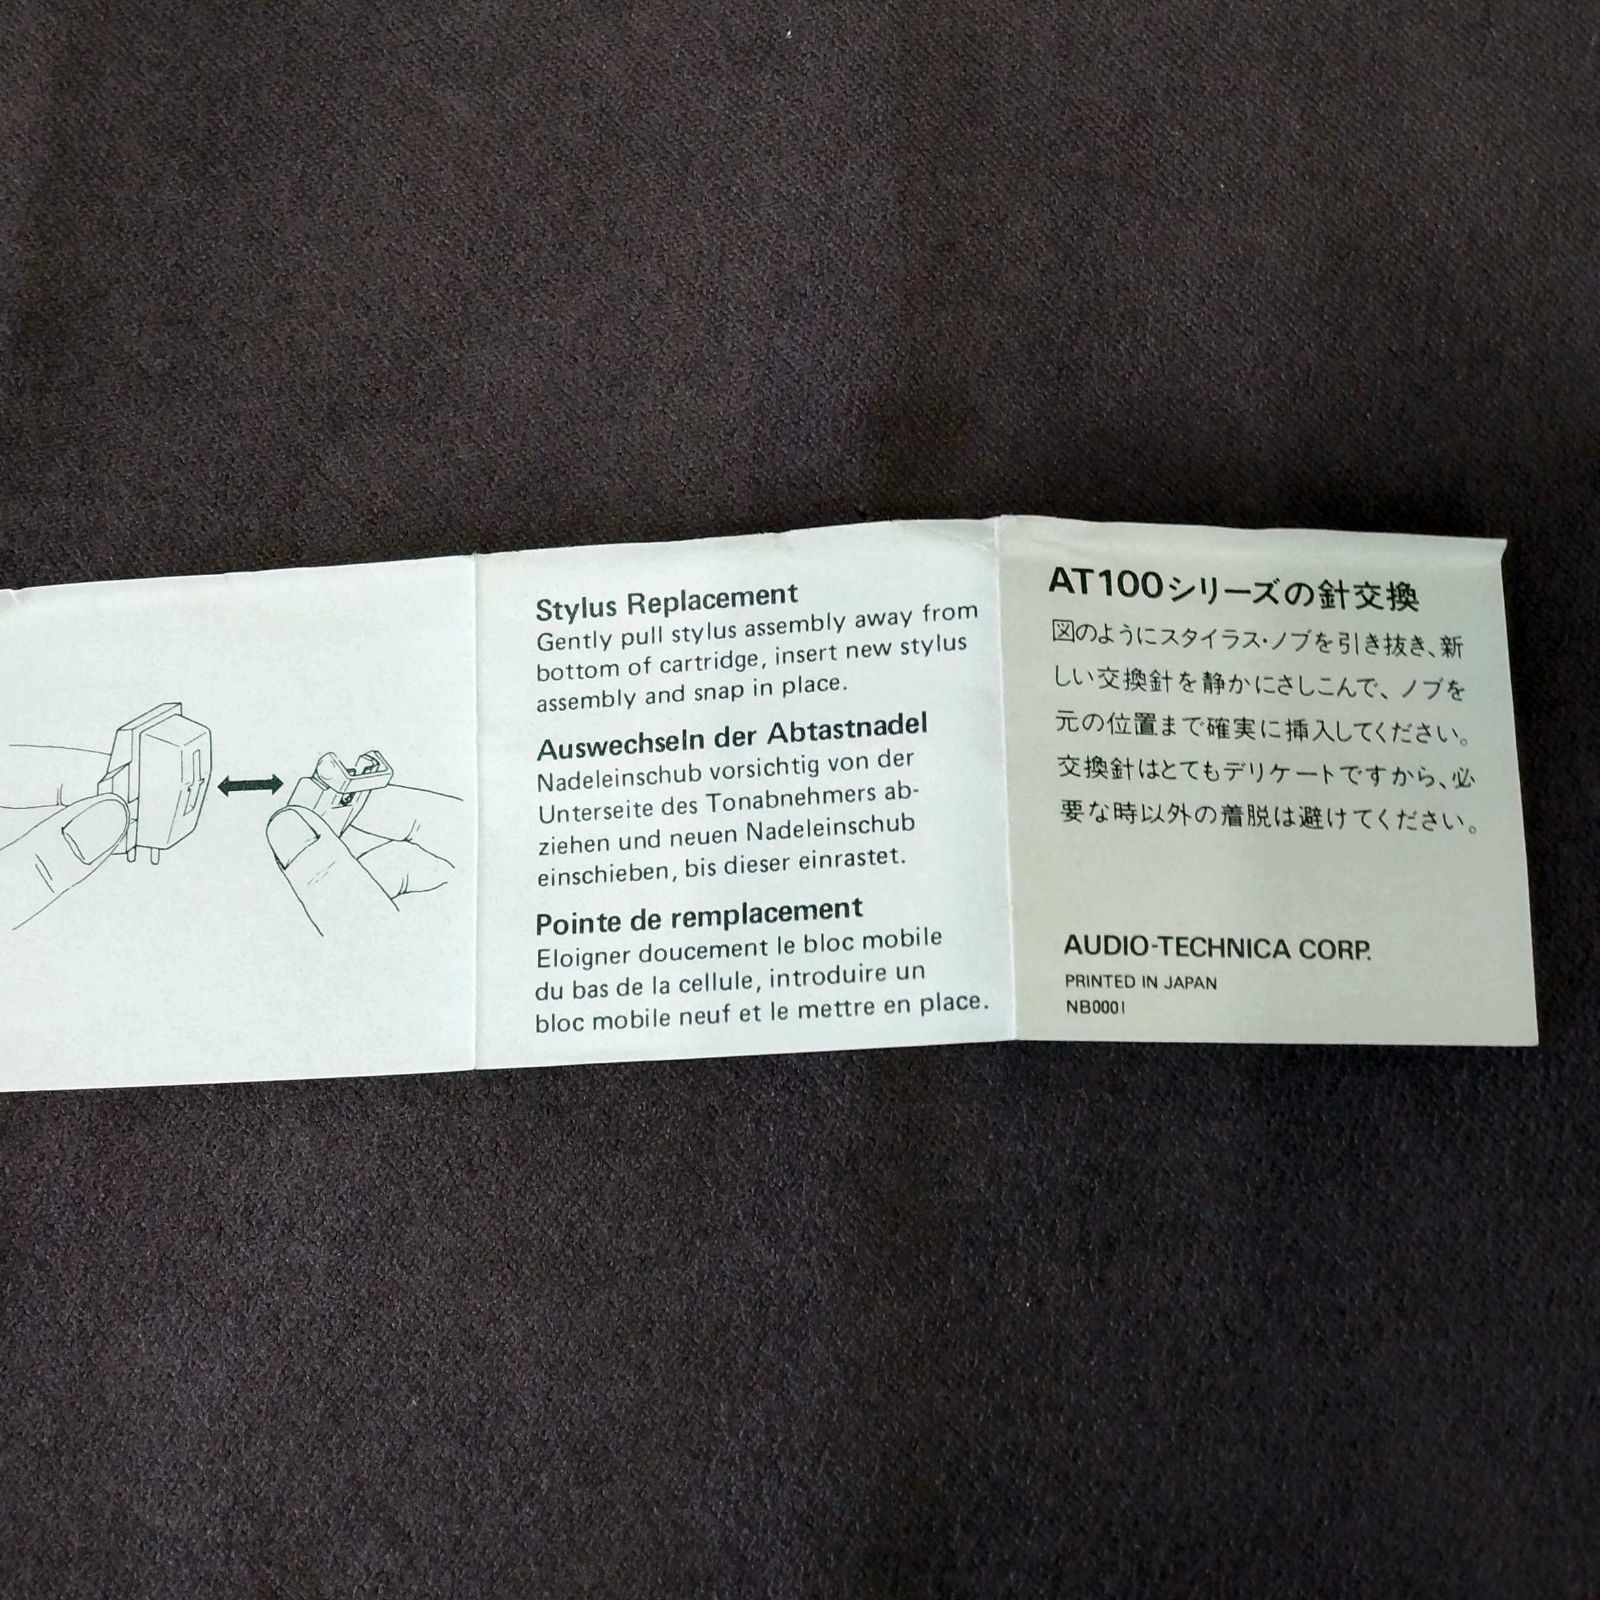 Stylus Replacement
Gently pull stylus assembly away from
bottom of cartridge, insert new stylus
assembly and snap in place.
Auswechseln der Abtastnadel
Nadeleinschub vorsichtig von der
Unterseite des Tonabnehmers ab-
ziehen und neuen Nadeleinschub
einschieben, bis dieser einrastet.
Pointe de remplacement
Eloigner doucement le bloc mobile
du bas de la cellule, introduire un
bloc mobile neuf et le mettre en place.
AT100シリーズの針交換
図のようにスタイラス・ノブを引き抜き、新
しい交換針を静かにさしこんで、ノブを
元の位置まで確実に挿入してください。
交換針はとてもデリケートですから、必
要な時以外の着脱は避けてください。
AUDIO-TECHNICA CORP.
PRINTED IN JAPAN
NB0001